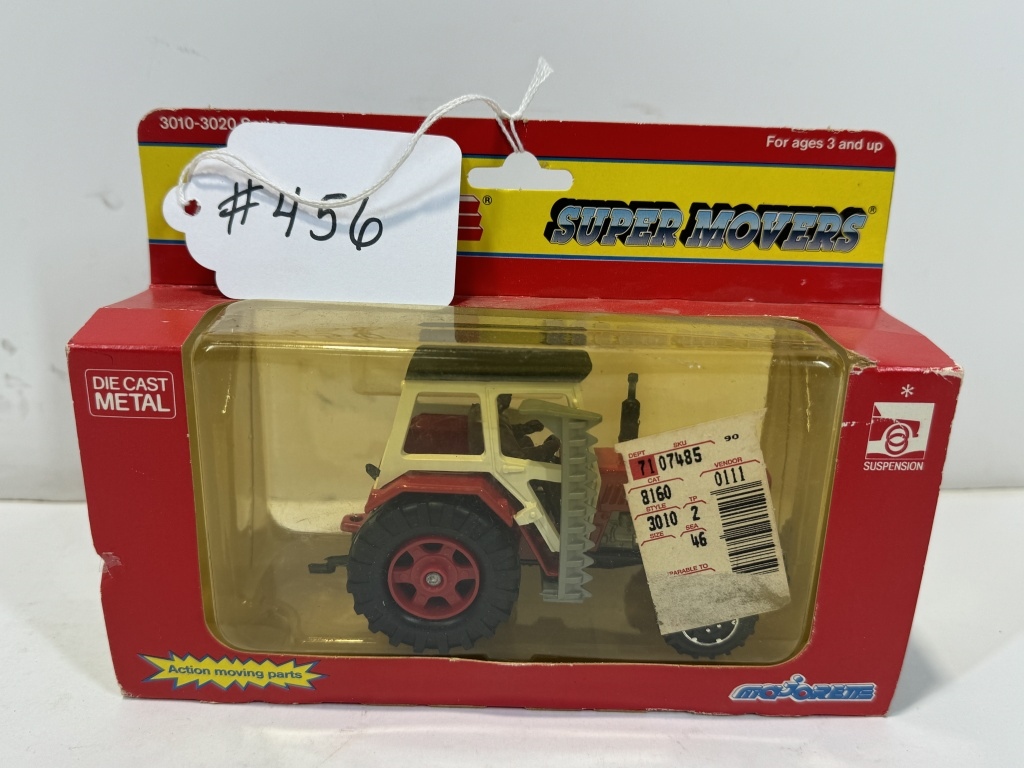 3010-3020 Series
For ages 3 and up
#456
SUPER MOVERS®
DIE CAST
METAL
SUSPENSION
DEPT SKU 90
71 07485
CAT VENDOR
8160 0111
STYLE TP
3010 2
SIZE SEA
46
Action moving parts
MAJORETTE